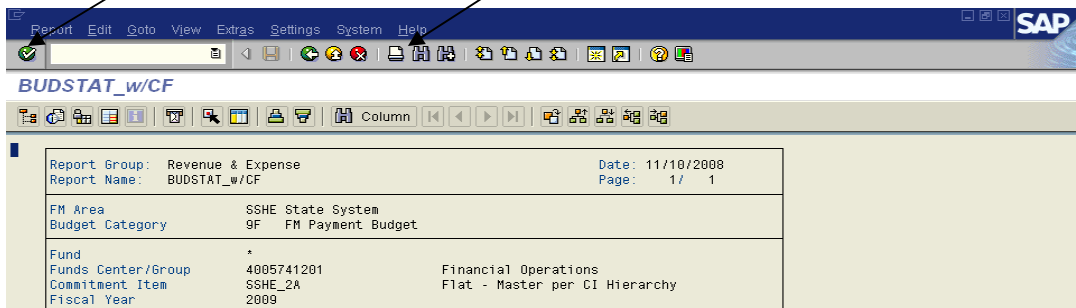 Report Edit Goto View Extras Settings System Help
SAP
BUDSTAT_w/CF
Column
Report Group: Revenue & Expense Date: 11/10/2008
Report Name: BUDSTAT_w/CF Page: 1/ 1
FM Area SSHE State System
Budget Category 9F FM Payment Budget
Fund *
Funds Center/Group 4005741201 Financial Operations
Commitment Item SSHE_2A Flat - Master per CI Hierarchy
Fiscal Year 2009